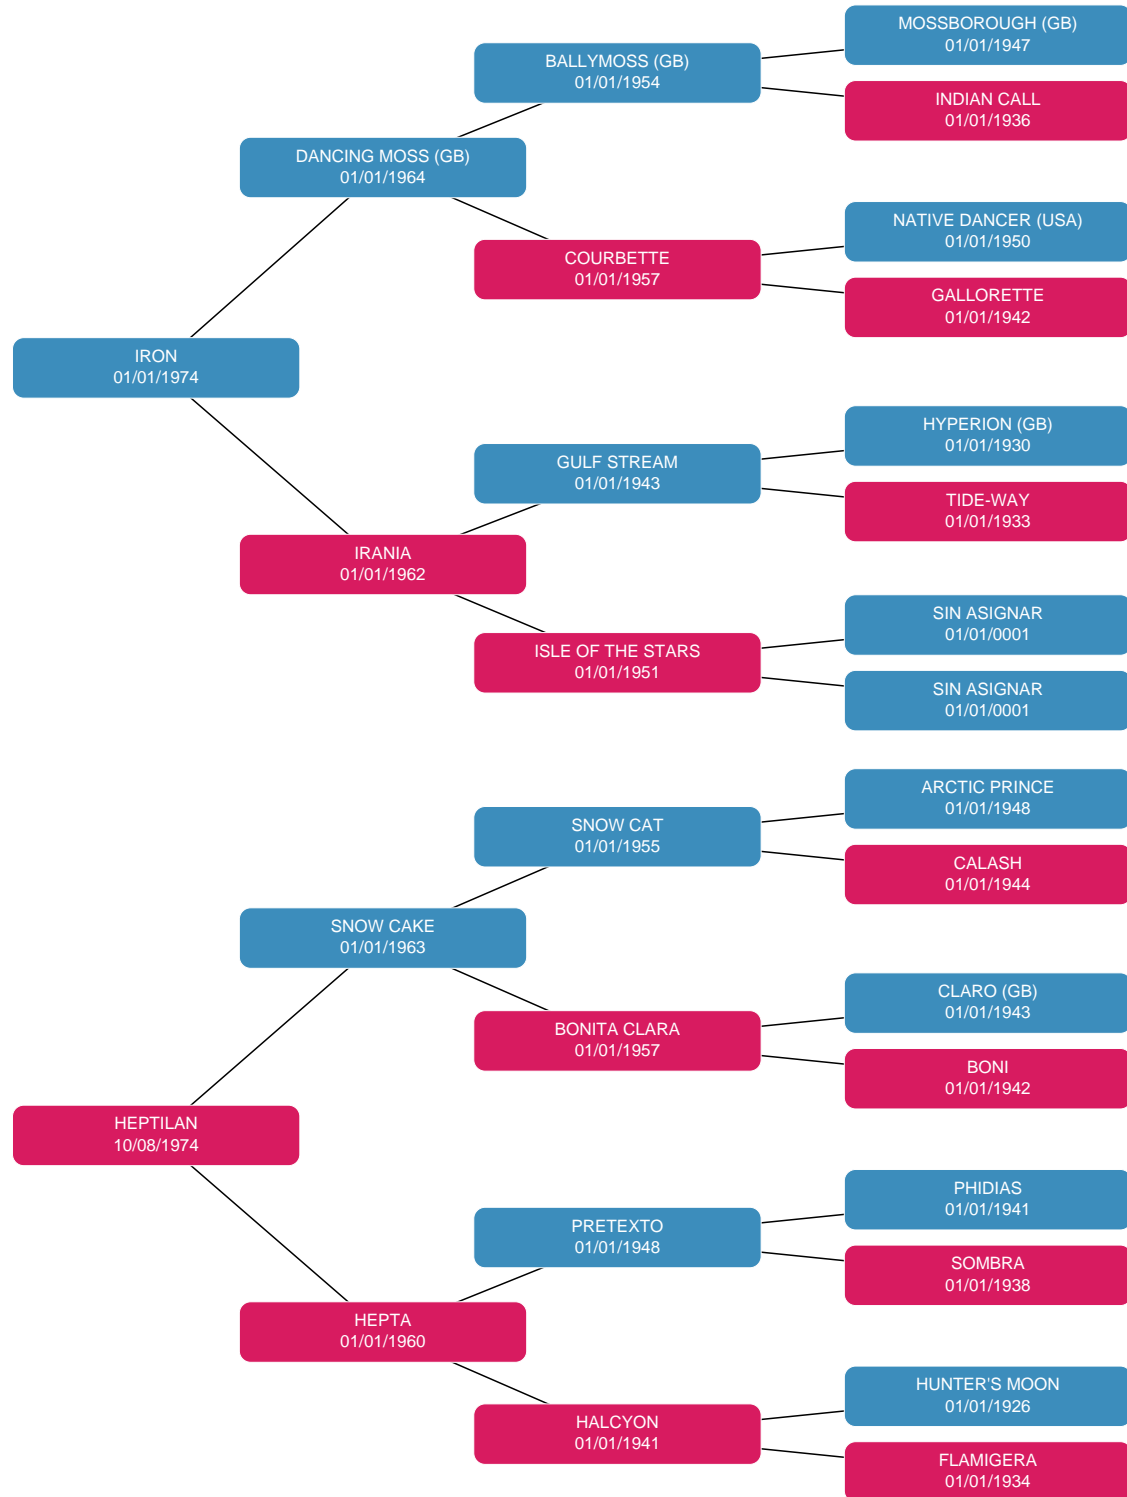 MOSSBOROUGH (GB)
01/01/1947
BALLYMOSS (GB)
01/01/1954
INDIAN CALL
01/01/1936
DANCING MOSS (GB)
01/01/1964
NATIVE DANCER (USA)
01/01/1950
COURBETTE
01/01/1957
GALLORETTE
01/01/1942
IRON
01/01/1974
HYPERION (GB)
01/01/1930
GULF STREAM
01/01/1943
TIDE-WAY
01/01/1933
IRANIA
01/01/1962
SIN ASIGNAR
01/01/0001
ISLE OF THE STARS
01/01/1951
SIN ASIGNAR
01/01/0001
ARCTIC PRINCE
01/01/1948
SNOW CAT
01/01/1955
CALASH
01/01/1944
SNOW CAKE
01/01/1963
CLARO (GB)
01/01/1943
BONITA CLARA
01/01/1957
BONI
01/01/1942
HEPTILAN
10/08/1974
PHIDIAS
01/01/1941
PRETEXTO
01/01/1948
SOMBRA
01/01/1938
HEPTA
01/01/1960
HUNTER'S MOON
01/01/1926
HALCYON
01/01/1941
FLAMIGERA
01/01/1934